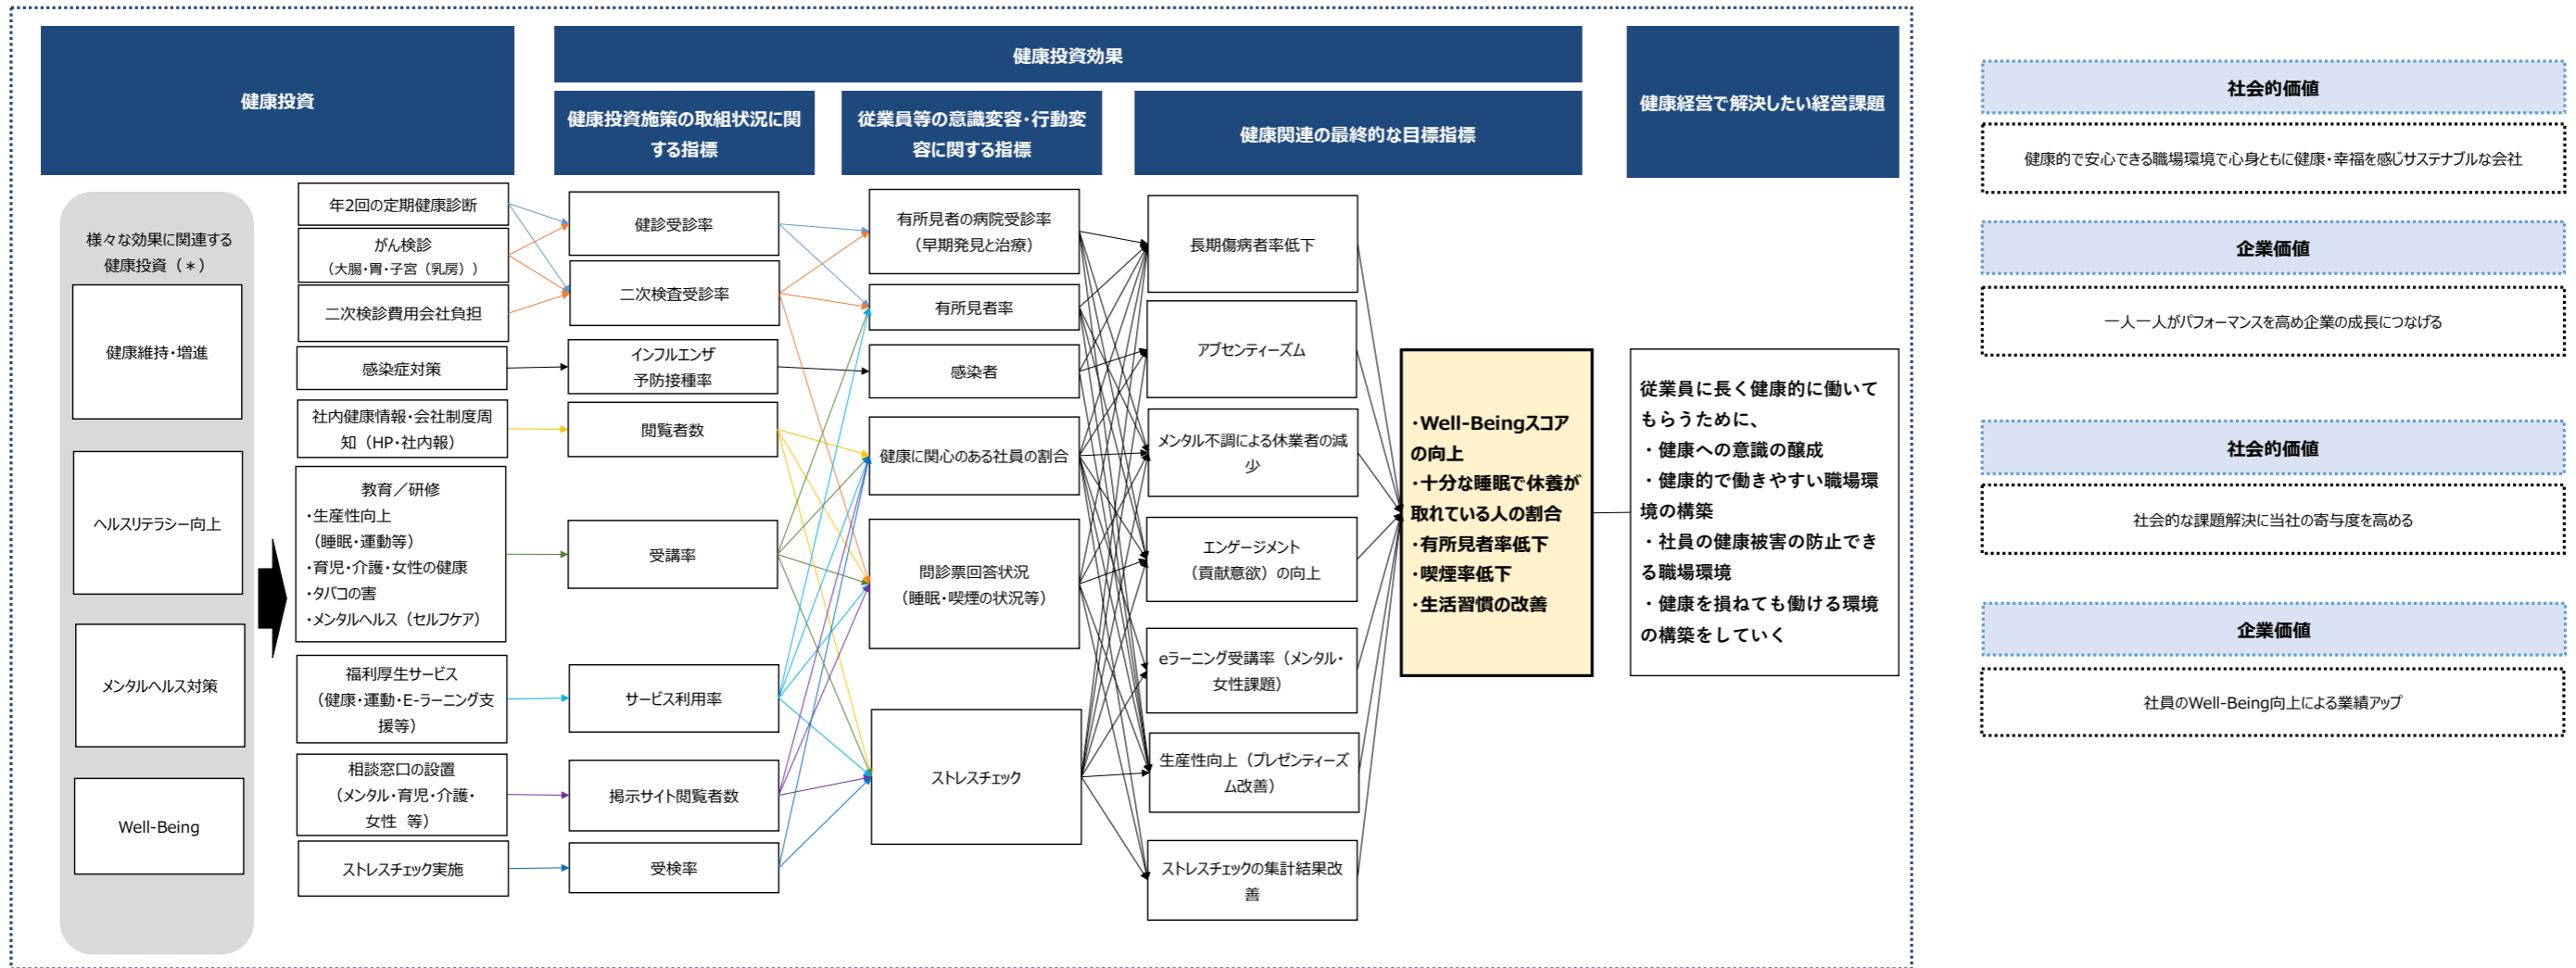 健康投資
健康投資効果
健康投資施策の取組状況に関
する指標
従業員等の意識変容・行動変
容に関する指標
健康関連の最終的な目標指標
健康経営で解決したい経営課題
様々な効果に関連する
健康投資（＊）
健康維持・増進
ヘルスリテラシー向上
メンタルヘルス対策
Well-Being
年2回の定期健康診断
がん検診
（大腸・胃・子宮（乳房））
二次検診費用会社負担
感染症対策
社内健康情報・会社制度周
知（HP・社内報）
教育／研修
・生産性向上
（睡眠・運動等）
・育児・介護・女性の健康
・タバコの害
・メンタルヘルス（セルフケア）
福利厚生サービス
（健康・運動・E-ラーニング支
援等）
相談窓口の設置
（メンタル・育児・介護・
女性　等）
ストレスチェック実施
健診受診率
二次検査受診率
インフルエンザ
予防接種率
閲覧者数
受講率
サービス利用率
掲示サイト閲覧者数
受検率
有所見者の病院受診率
（早期発見と治療）
有所見者率
感染者
健康に関心のある社員の割合
問診票回答状況
（睡眠・喫煙の状況等）
ストレスチェック
長期傷病者率低下
アブセンティーズム
メンタル不調による休業者の減
少
エンゲージメント
（貢献意欲）の向上
eラーニング受講率（メンタル・
女性課題）
生産性向上（プレゼンティーズ
ム改善）
ストレスチェックの集計結果改
善
・Well-Beingスコア
の向上
・十分な睡眠で休養が
取れている人の割合
・有所見者率低下
・喫煙率低下
・生活習慣の改善
従業員に長く健康的に働いて
もらうために、
・健康への意識の醸成
・健康的で働きやすい職場環
境の構築
・社員の健康被害の防止でき
る職場環境
・健康を損ねても働ける環境
の構築をしていく
社会的価値
健康的で安心できる職場環境で心身ともに健康・幸福を感じサステナブルな会社
企業価値
一人一人がパフォーマンスを高め企業の成長につなげる
社会的価値
社会的な課題解決に当社の寄与度を高める
企業価値
社員のWell-Being向上による業績アップ